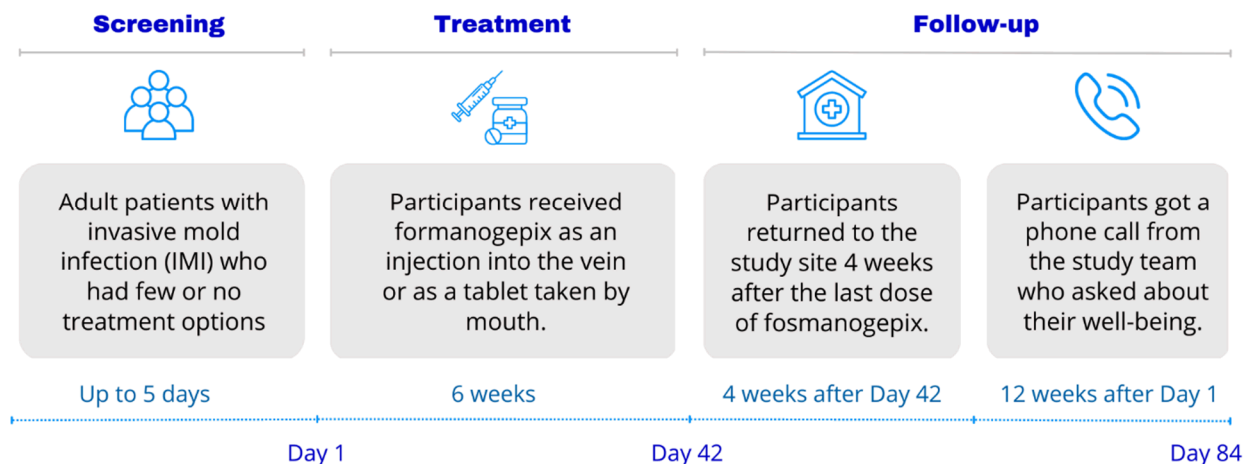 Screening
Treatment
Follow-up
Adult patients with
invasive mold
infection (IMI) who
had few or no
treatment options
Participants received
formanogepix as an
injection into the vein
or as a tablet taken by
mouth.
Participants
returned to the
study site 4 weeks
after the last dose
of fosmanogepix.
Participants got a
phone call from
the study team
who asked about
their well-being.
Up to 5 days
6 weeks
4 weeks after Day 42
12 weeks after Day 1
Day 1
Day 42
Day 84